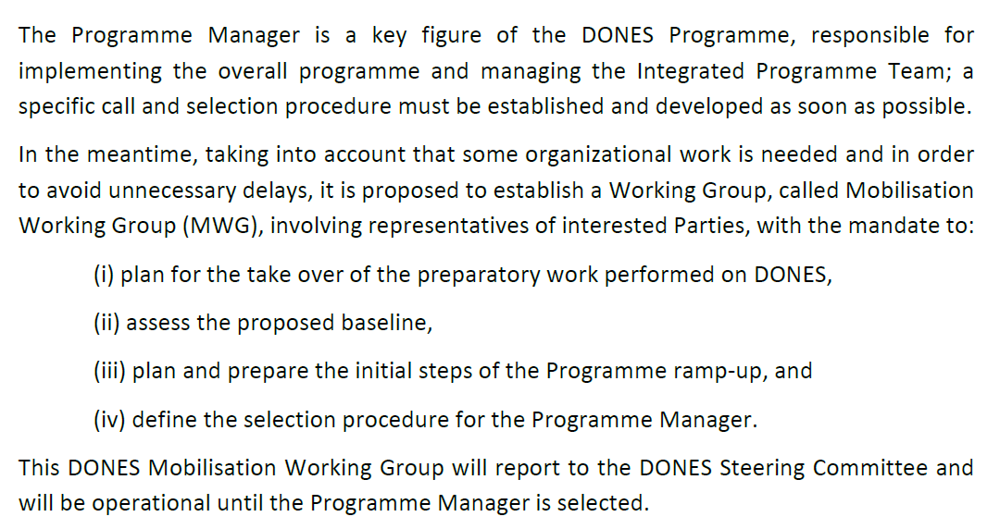 The Programme Manager is a key figure of the DONES Programme, responsible for
implementing the overall programme and managing the Integrated Programme Team; a
specific call and selection procedure must be established and developed as soon as possible.
In the meantime, taking into account that some organizational work is needed and in order
to avoid unnecessary delays, it is proposed to establish a Working Group, called Mobilisation
Working Group (MWG), involving representatives of interested Parties, with the mandate to:
(i) plan for the take over of the preparatory work performed on DONES,
(ii) assess the proposed baseline,
(iii) plan and prepare the initial steps of the Programme ramp-up, and
(iv) define the selection procedure for the Programme Manager.
This DONES Mobilisation Working Group will report to the DONES Steering Committee and
will be operational until the Programme Manager is selected.